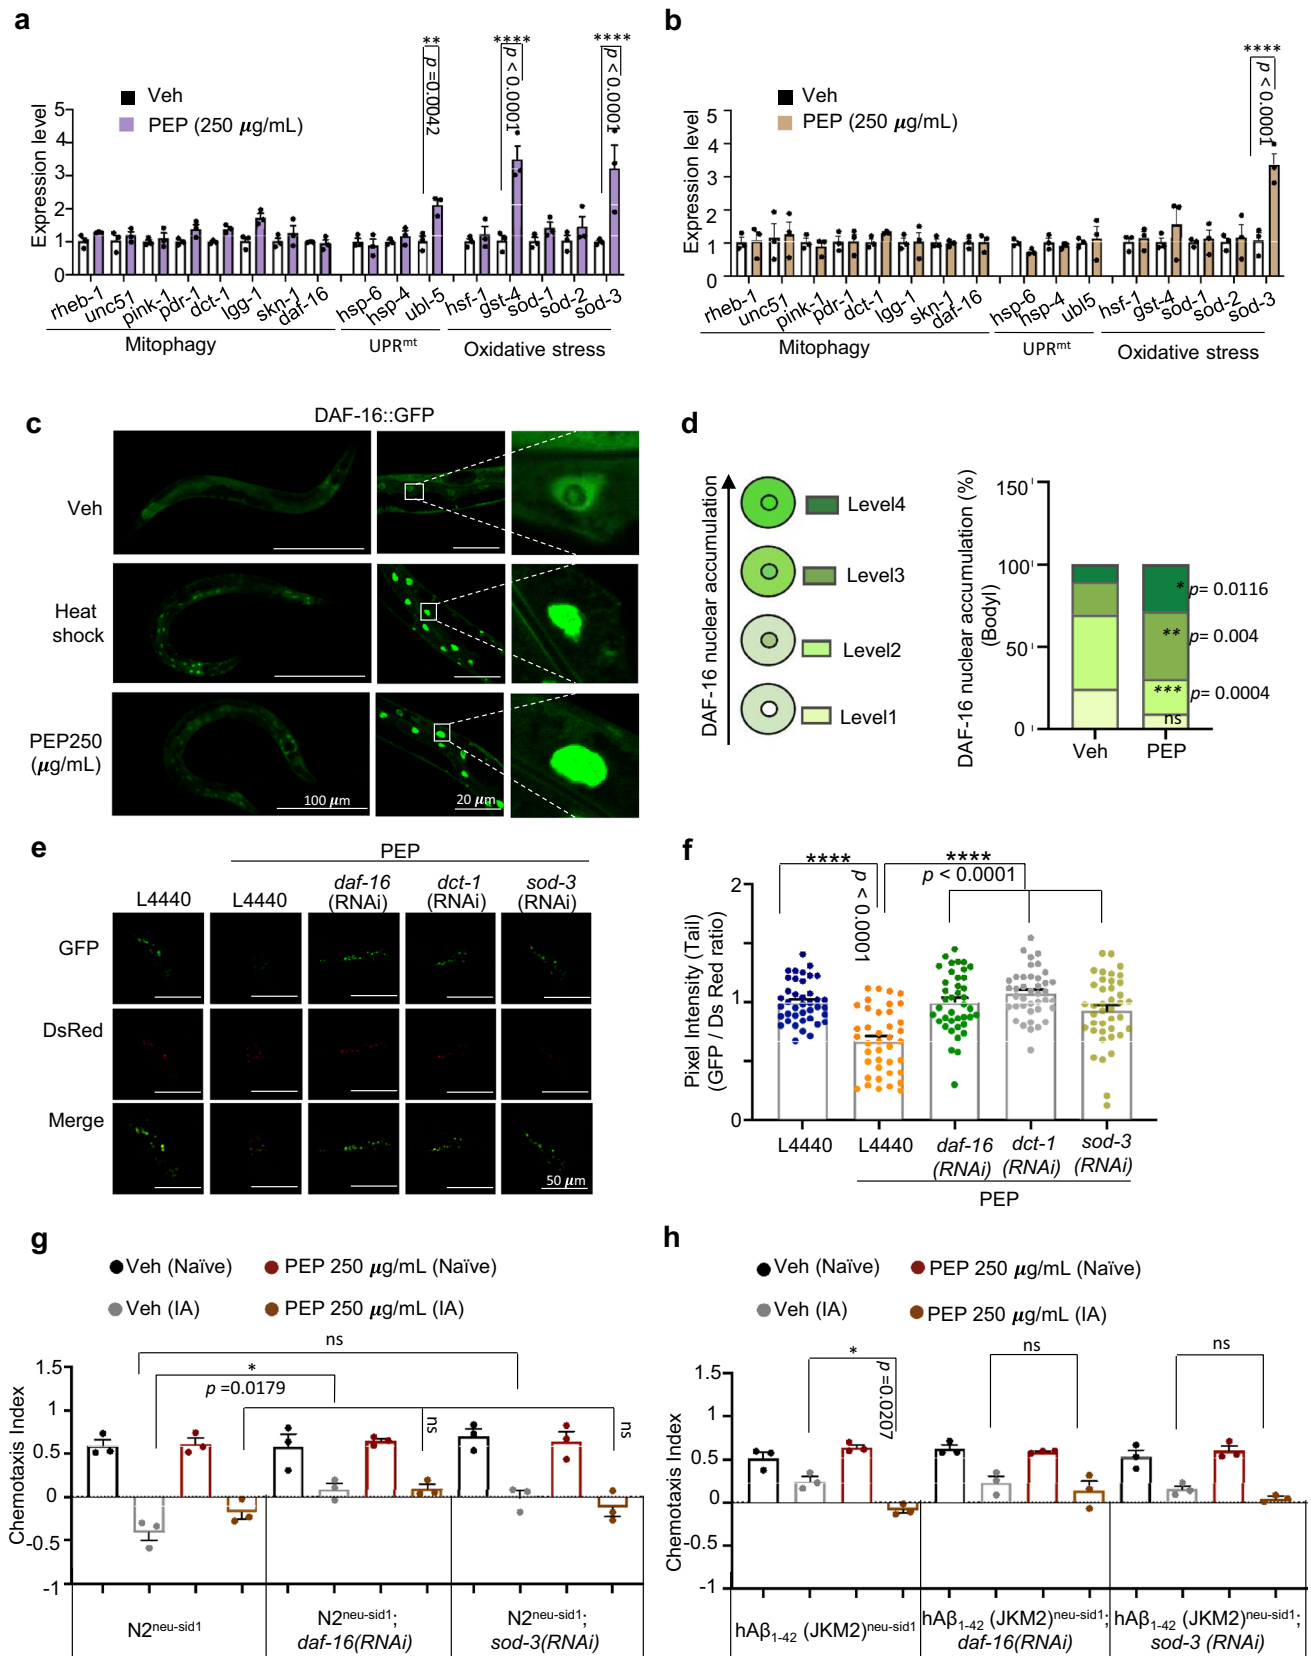 a
Veh
PEP (250 μg/mL)
** p =0.0042
**** p < 0.0001
**** p < 0.0001
Expression level
5
4
3
2
1
0
rheb-1 unc51 pink-1 pdr-1 dct-1 lgg-1 skn-1 daf-16 hsp-6 hsp-4 ubl-5 hsf-1 gst-4 sod-1 sod-2 sod-3
Mitophagy UPRmt Oxidative stress
b
Veh
PEP (250 μg/mL)
**** p < 0.0001
Expression level
5
4
3
2
1
0
rheb-1 unc51 pink-1 pdr-1 dct-1 lgg-1 skn-1 daf-16 hsp-6 hsp-4 ubl5 hsf-1 gst-4 sod-1 sod-2 sod-3
Mitophagy UPRmt Oxidative stress
c
DAF-16::GFP
Veh
Heat
shock
PEP250
(μg/mL)
100 μm 20 μm
d
DAF-16 nuclear accumulation
Level4
Level3
Level2
Level1
DAF-16 nuclear accumulation (%)
(Bodyl)
150
100
50
0
* p= 0.0116
** p= 0.004
*** p= 0.0004
ns
Veh PEP
e
PEP
L4440 L4440 daf-16 (RNAi) dct-1 (RNAi) sod-3 (RNAi)
GFP
DsRed
Merge
50 μm
f
**** p < 0.0001
**** p < 0.0001
Pixel Intensity (Tail)
(GFP / Ds Red ratio)
2
1
0
L4440 L4440 daf-16 (RNAi) dct-1 (RNAi) sod-3 (RNAi)
PEP
g
Veh (Naïve) PEP 250 μg/mL (Naïve)
Veh (IA) PEP 250 μg/mL (IA)
ns
*
p =0.0179
ns
ns
Chemotaxis Index
1.5
1
0.5
0
-0.5
-1
N2neu-sid1
N2neu-sid1; daf-16(RNAi)
N2neu-sid1; sod-3(RNAi)
h
Veh (Naïve) PEP 250 μg/mL (Naïve)
Veh (IA) PEP 250 μg/mL (IA)
*
p =0.0207
ns
ns
Chemotaxis Index
1.5
1
0.5
0
-0.5
-1
hAβ1-42 (JKM2)neu-sid1
hAβ1-42 (JKM2)neu-sid1; daf-16(RNAi)
hAβ1-42 (JKM2)neu-sid1; sod-3 (RNAi)